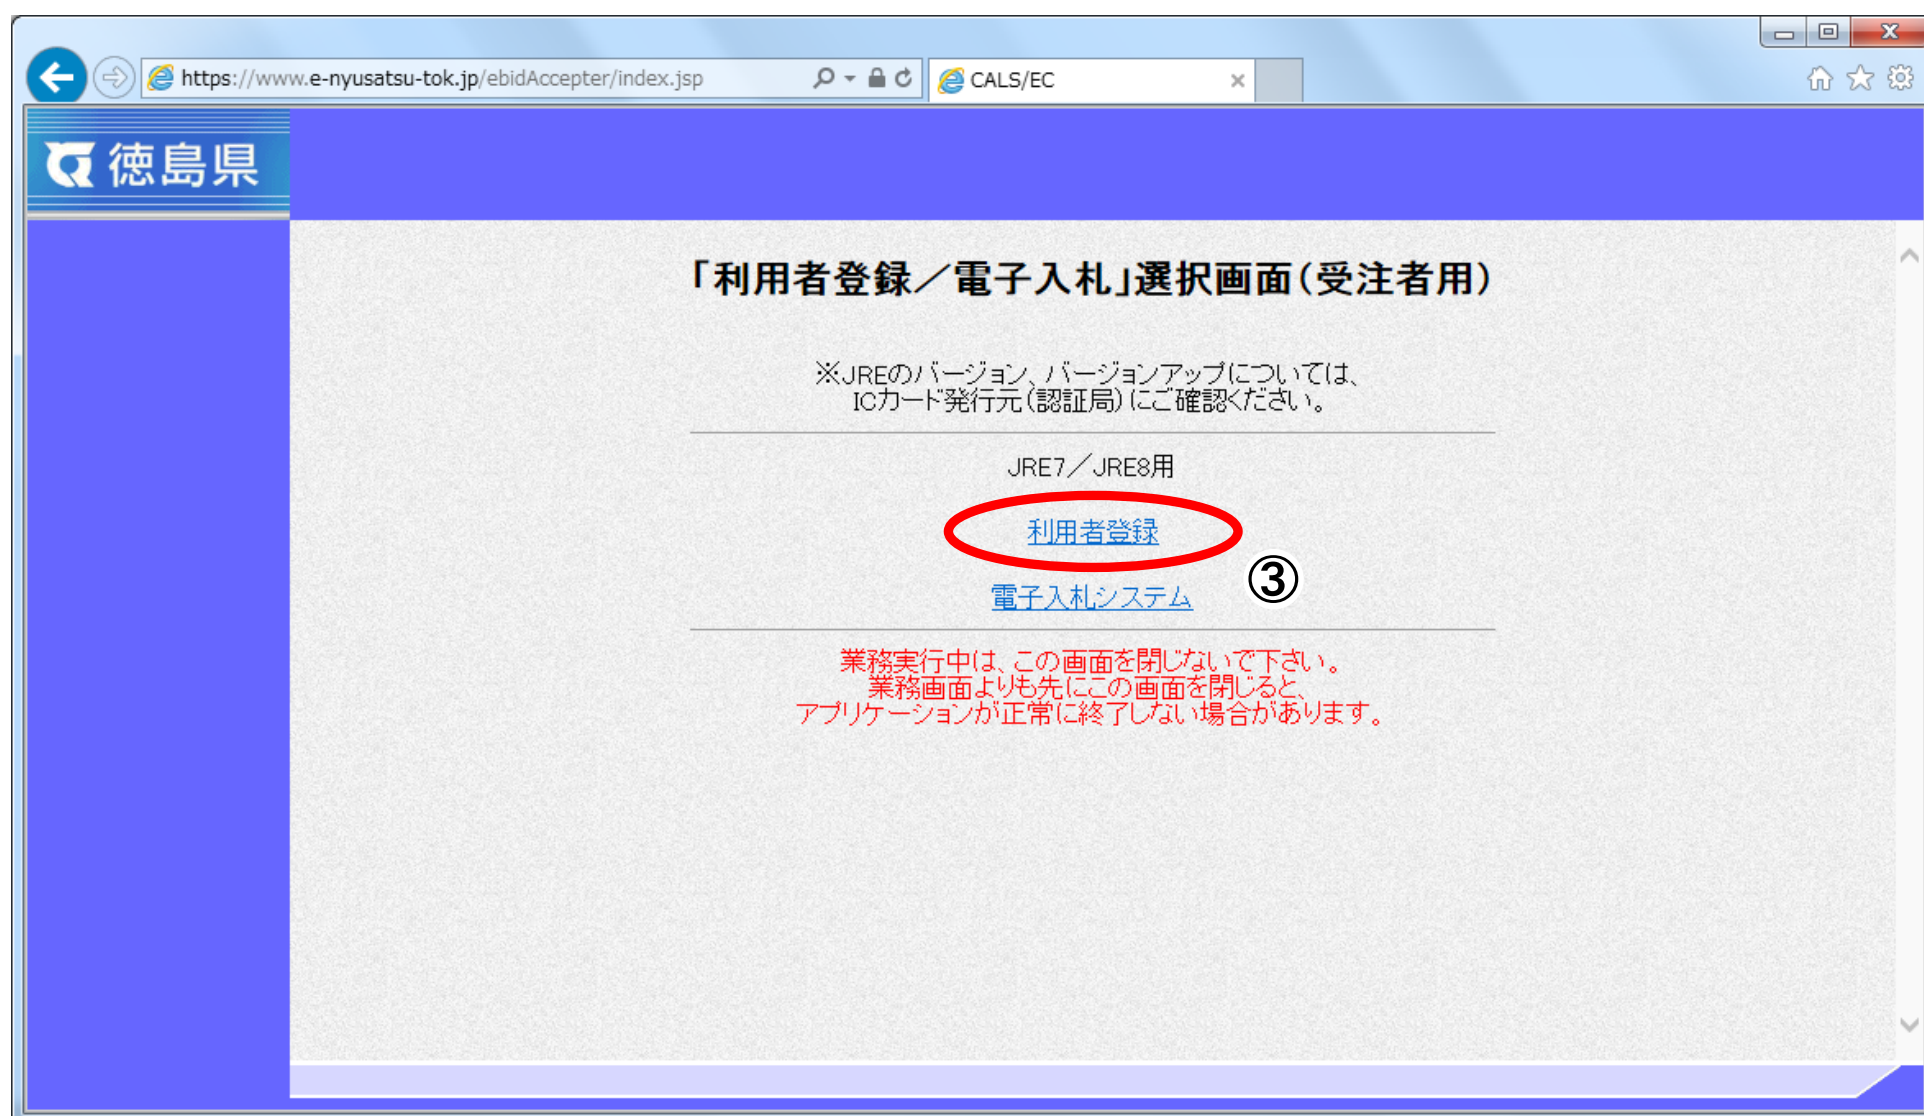 https://www.e-nyusatsu-tok.jp/ebidAccepter/index.jsp
CALS/EC
徳島県
「利用者登録／電子入札」選択画面(受注者用)
※JREのバージョン、バージョンアップについては、
ICカード発行元(認証局)にご確認ください。
JRE7／JRE8用
利用者登録
③
電子入札システム
業務実行中は、この画面を閉じないで下さい。
業務画面よりも先にこの画面を閉じると、
アプリケーションが正常に終了しない場合があります。